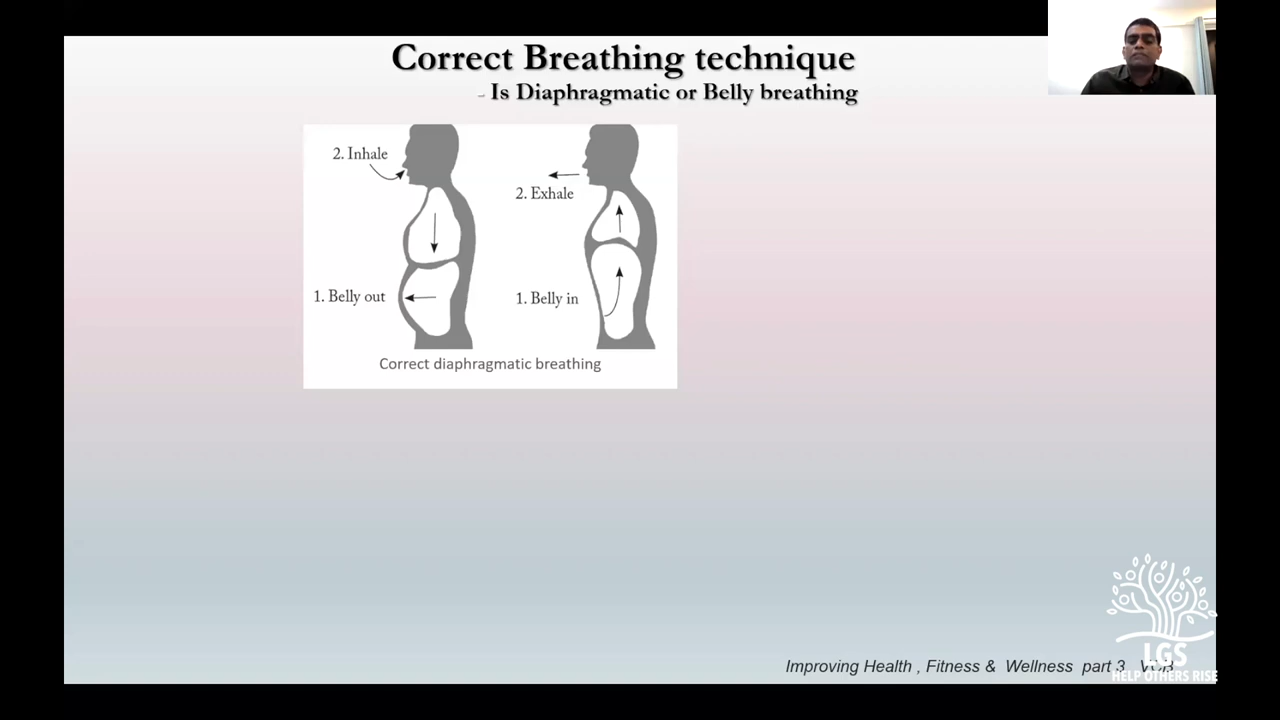 Correct Breathing technique
- Is Diaphragmatic or Belly breathing
2. Inhale
2. Exhale
1. Belly out
1. Belly in
Correct diaphragmatic breathing
Improving Health , Fitness & Wellness part 3 VOB
LGS
HELP OTHERS RISE